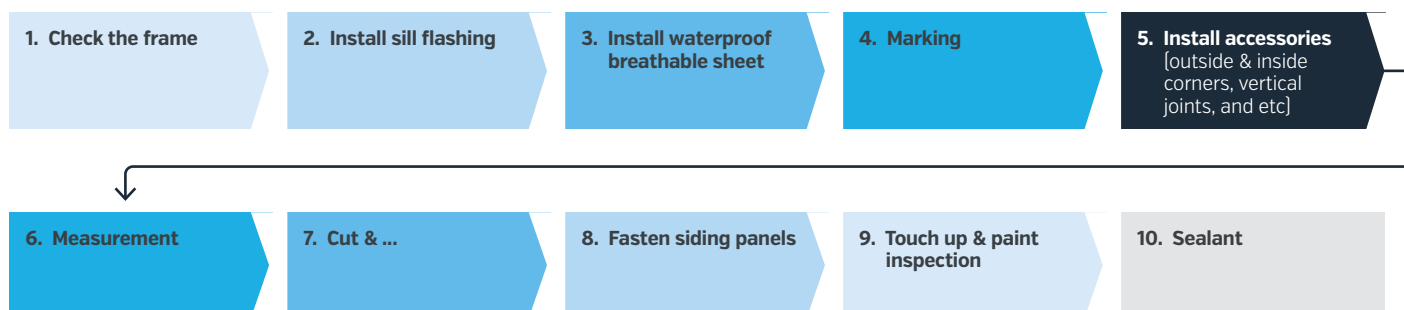 1. Check the frame
2. Install sill flashing
3. Install waterproof
breathable sheet
4. Marking
5. Install accessories
(outside & inside
corners, vertical
joints, and etc)
6. Measurement
7. Cut & ...
8. Fasten siding panels
9. Touch up & paint
inspection
10. Sealant